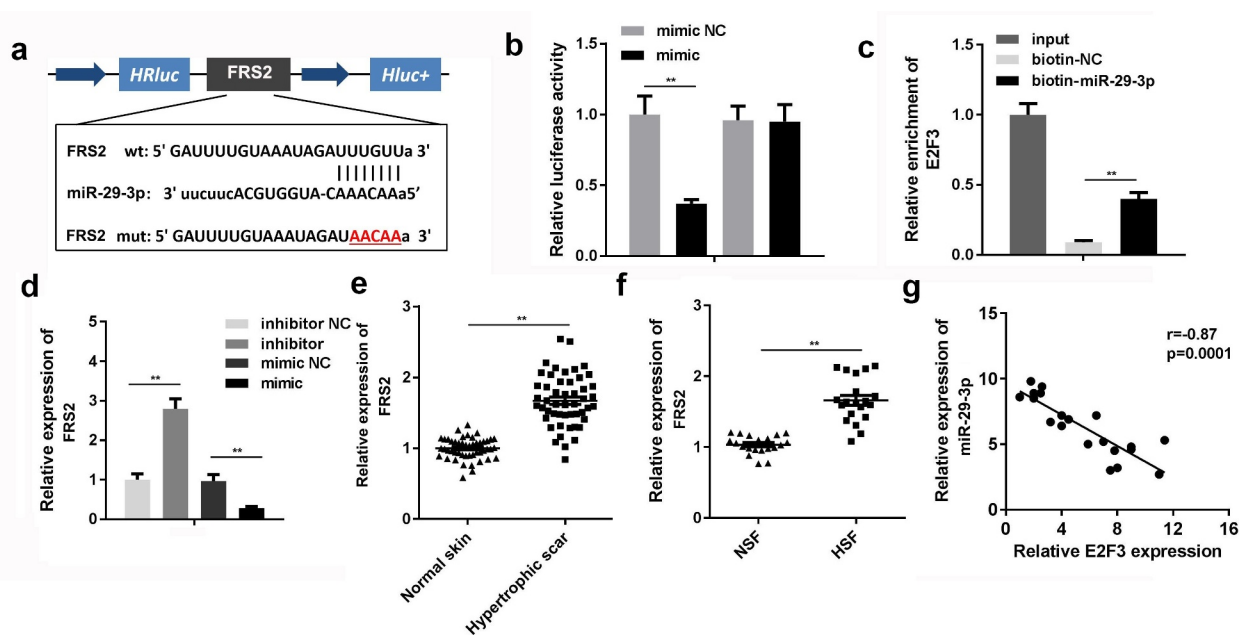 a
HRluc
FRS2
Hluc+
FRS2 wt: 5' GAUUUUGUAAAUAGAUUUGUUa 3'
miR-29-3p: 3' uucuucACGUGGUA-CAAACAAa5'
FRS2 mut: 5' GAUUUUGUAAAUAGAUAACAAa 3'
b
mimic NC
mimic
Relative luciferase activity
1.5
1.0
0.5
0.0
**
c
input
biotin-NC
biotin-miR-29-3p
Relative enrichment of
E2F3
1.5
1.0
0.5
0.0
**
d
inhibitor NC
inhibitor
mimic NC
mimic
Relative expression of
FRS2
5
4
3
2
1
0
**
**
e
Relative expression of
FRS2
3
2
1
0
**
Normal skin
Hypertrophic scar
f
Relative expression of
FRS2
3
2
1
0
**
NSF
HSF
g
Relative expression of
miR-29-3p
15
10
5
0
r=-0.87
p=0.0001
0 4 8 12 16
Relative E2F3 expression